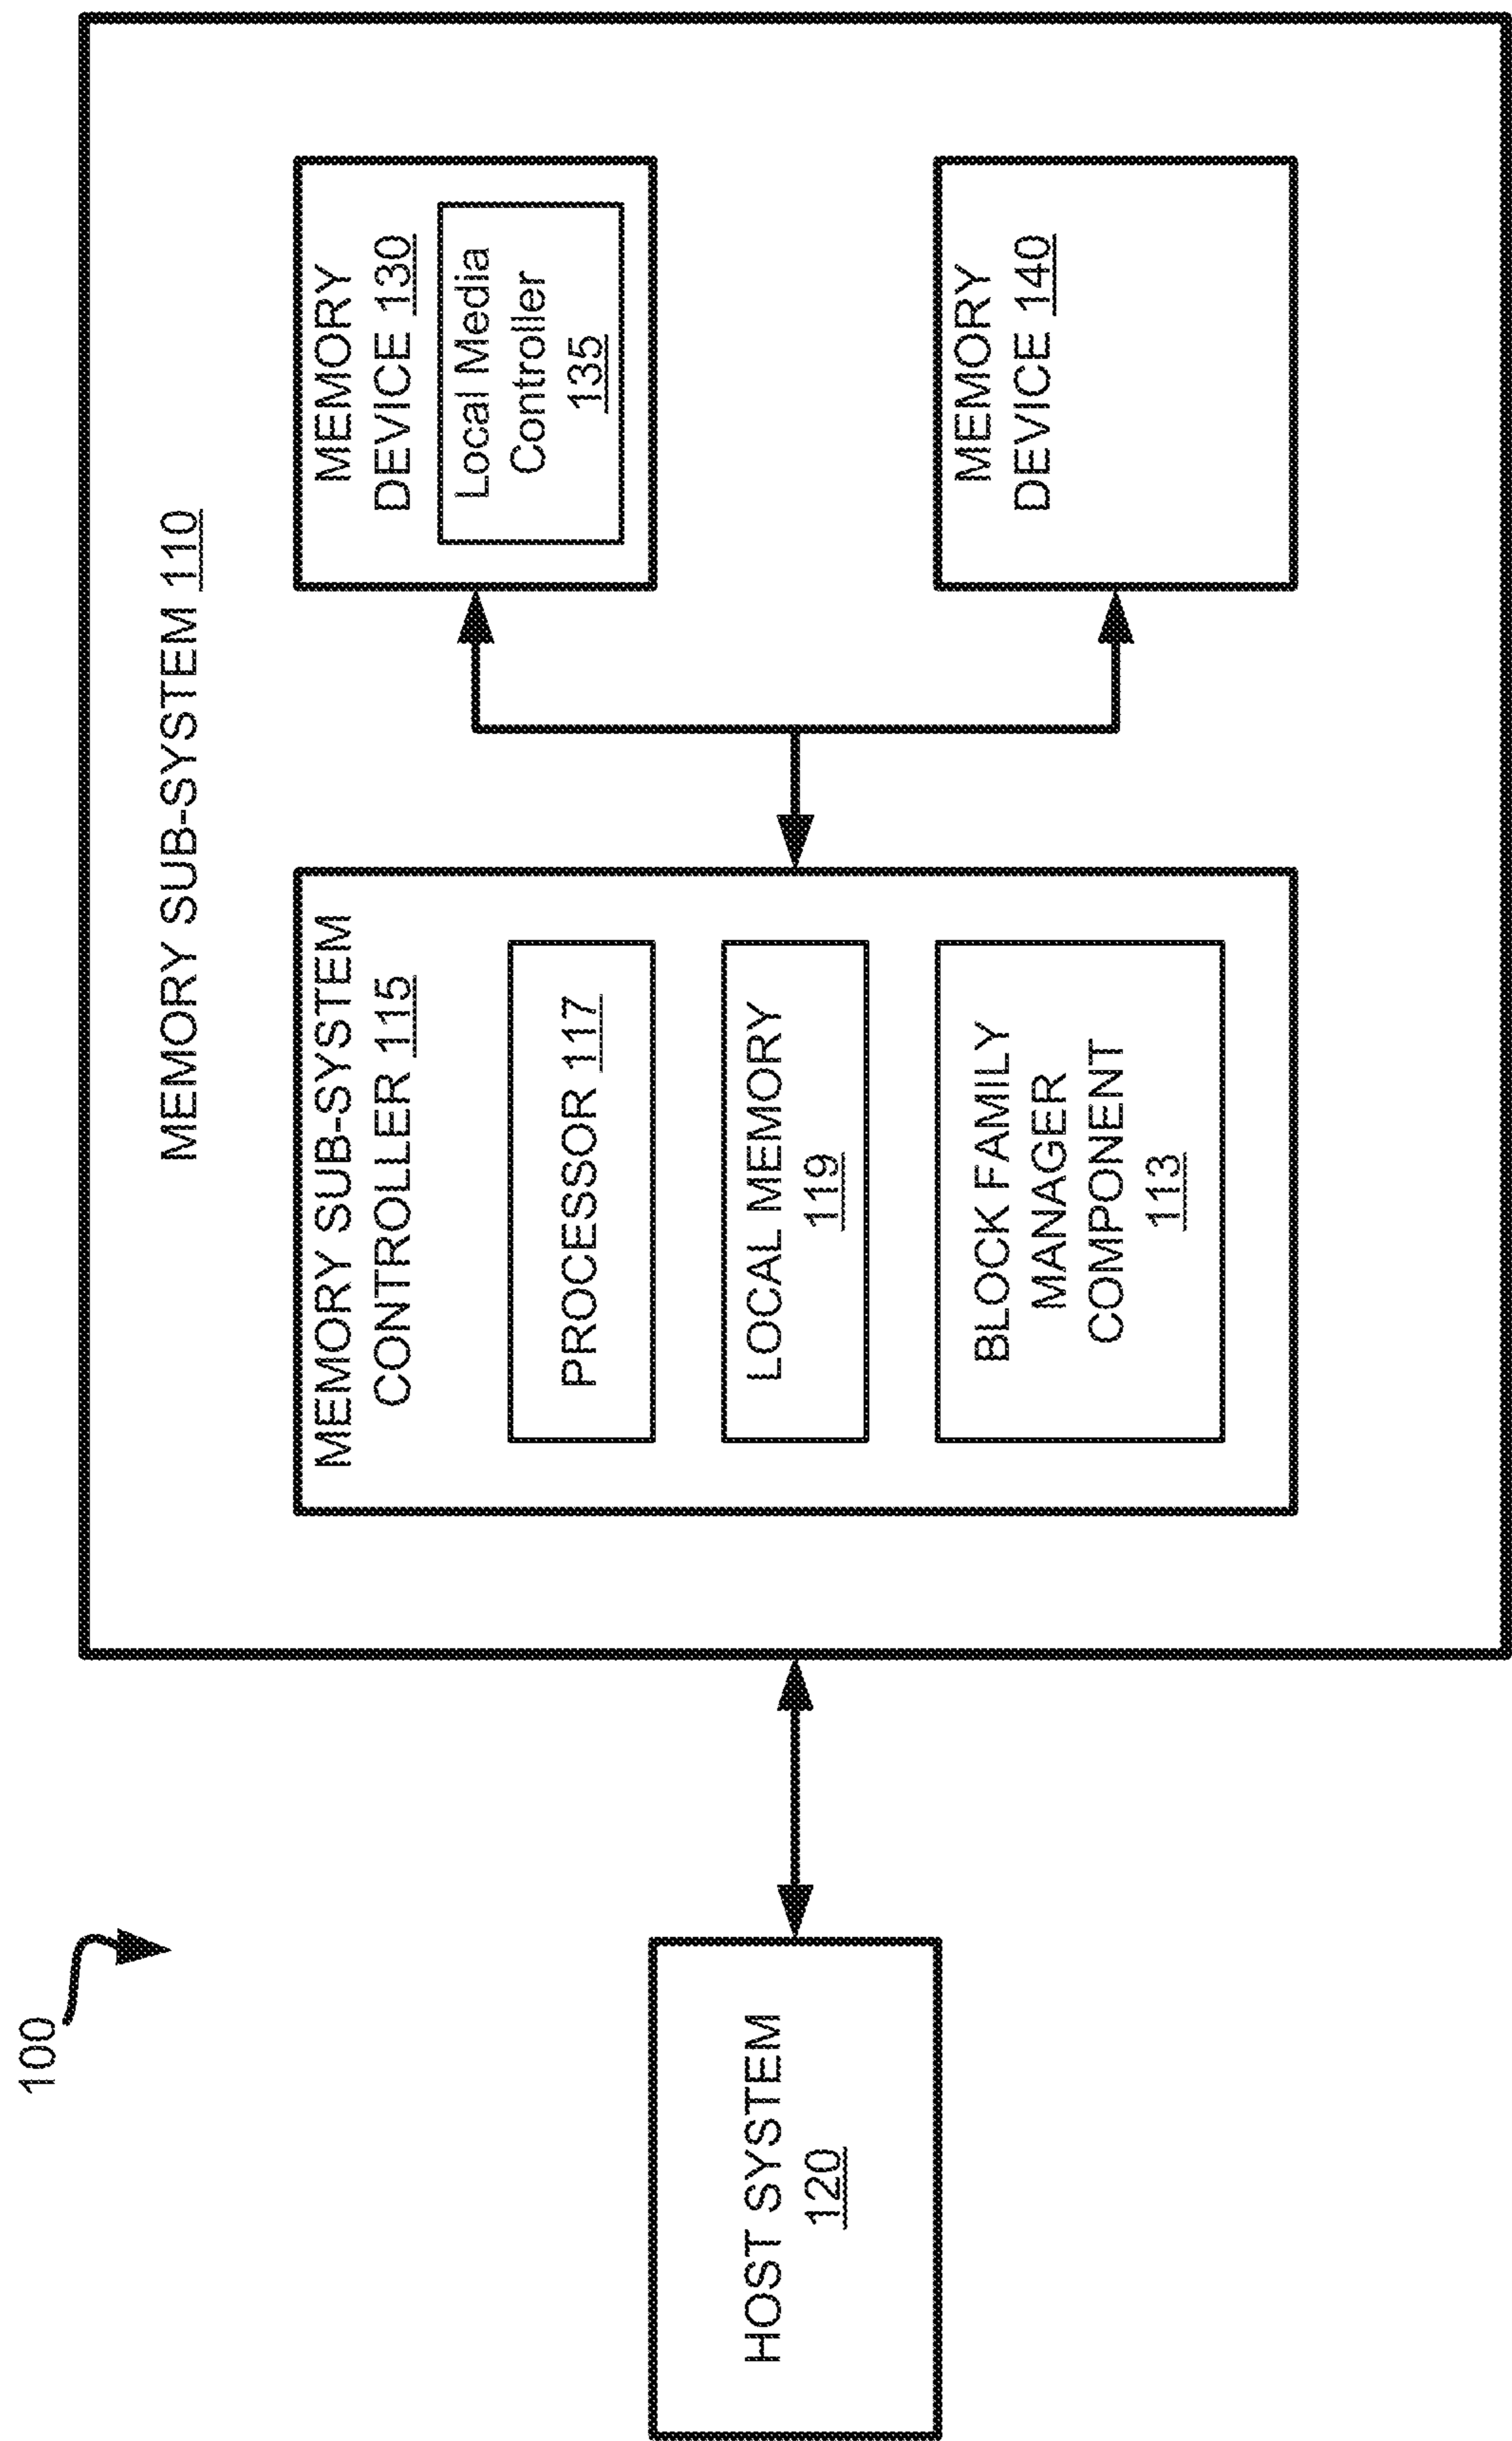 100
MEMORY SUB-SYSTEM 110
HOST SYSTEM
120
MEMORY SUB-SYSTEM
CONTROLLER 115
PROCESSOR 117
LOCAL MEMORY
119
BLOCK FAMILY
MANAGER
COMPONENT
113
MEMORY
DEVICE 130
Local Media
Controller
135
MEMORY
DEVICE 140